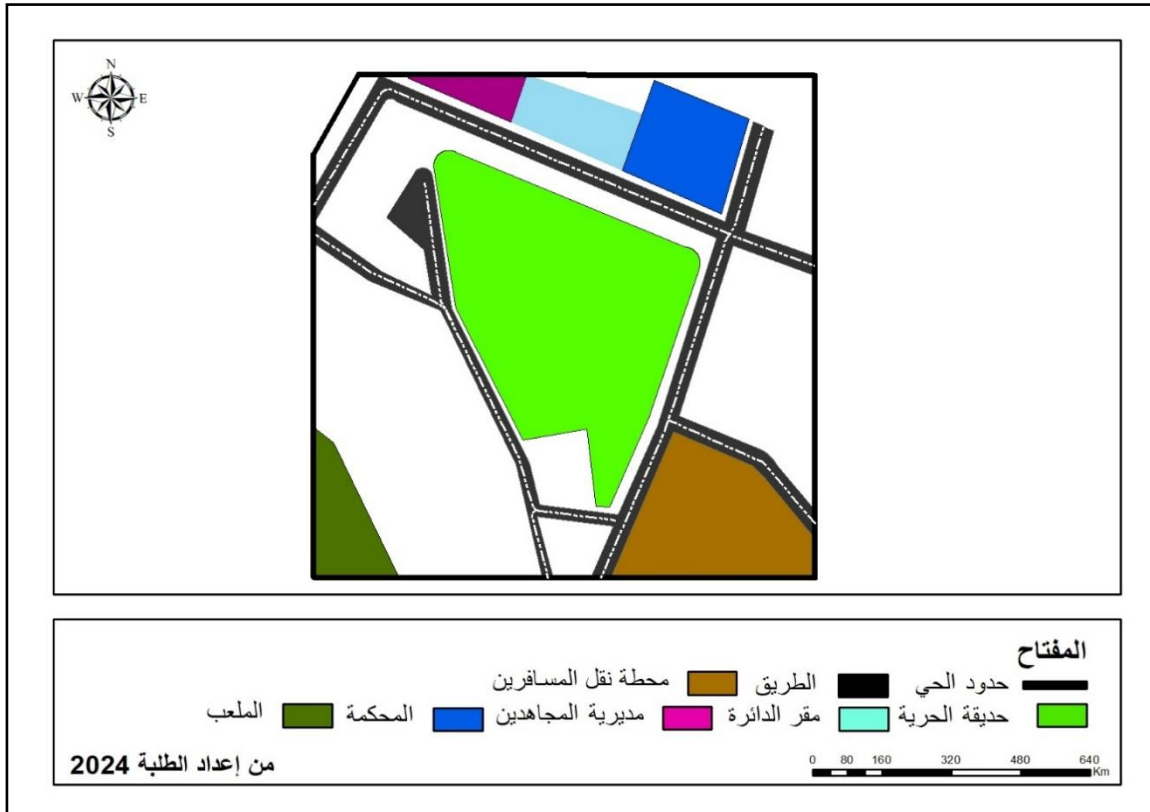 N
W E
S
المفتاح
حدود الحي الطريق محطة نقل المسافرين
حديقة الحرية مقر الدائرة مديرية المجاهدين المحكمة الملعب
من إعداد الطلبة 2024
0 80 160 320 480 640
Km